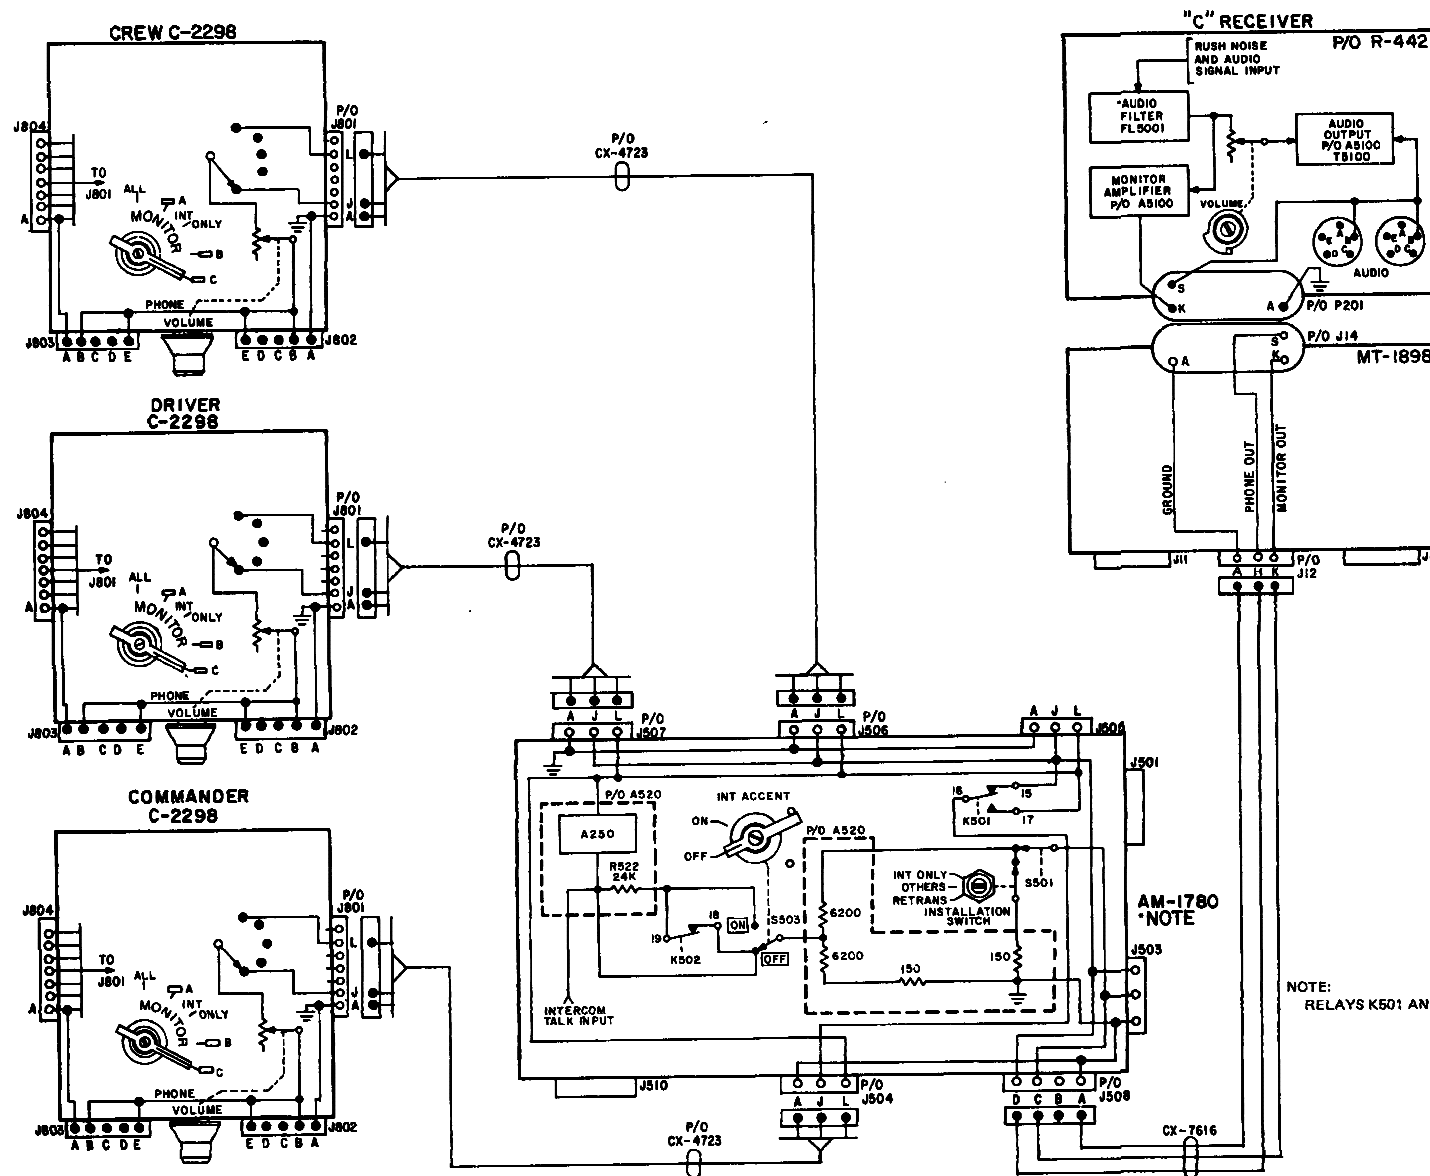 CREW C-2298
J804
TO
J801
ALL
A
MONITOR
INT
ONLY
B
C
A
P/O
J801
L
J
A
PHONE
VOLUME
J803
A B C D E
E D C B A
J802
P/O
CX-4723
DRIVER
C-2298
J804
TO
J801
ALL
A
MONITOR
INT
ONLY
B
C
A
P/O
J801
L
J
A
PHONE
VOLUME
J803
A B C D E
E D C B A
J802
P/O
CX-4723
COMMANDER
C-2298
J804
TO
J801
ALL
A
MONITOR
INT
ONLY
B
C
A
P/O
J801
L
J
A
PHONE
VOLUME
J803
A B C D E
E D C B A
J802
P/O
CX-4723
"C" RECEIVER
P/O R-442
RUSH NOISE
AND AUDIO
SIGNAL INPUT
*AUDIO
FILTER
FL5001
AUDIO
OUTPUT
P/O A5100
T5100
MONITOR
AMPLIFIER
P/O A5100
VOLUME
E A B D C
E A B D C
AUDIO
S
K
A
P/O P201
P/O J14
S
K
A
MT-1898
GROUND
PHONE OUT
MONITOR OUT
J11
A H K
P/O
J12
J
A J L
P/O
J507
A J L
P/O
J506
A J L
J505
J501
P/O A520
A250
R522
24K
INT ACCENT
ON
OFF
P/O A520
16
15
K501
17
INT ONLY
OTHERS
RETRANS
INSTALLATION
SWITCH
S501
6200
6200
150
150
19
18
K502
ON
S503
OFF
INTERCOM
TALK INPUT
AM-1780
*NOTE
J503
NOTE:
RELAYS K501 AN
J510
P/O
J504
A J L
P/O
J508
D C B A
CX-7616